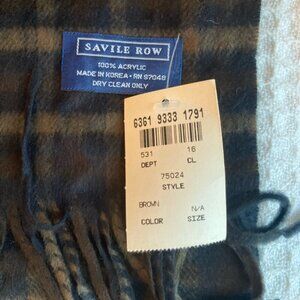 SAVILE ROW
100% ACRYLIC
MADE IN KOREA • RN 97048
DRY CLEAN ONLY
6361 9333 1791
531 16
DEPT CL
75024
STYLE
BROWN N/A
COLOR SIZE